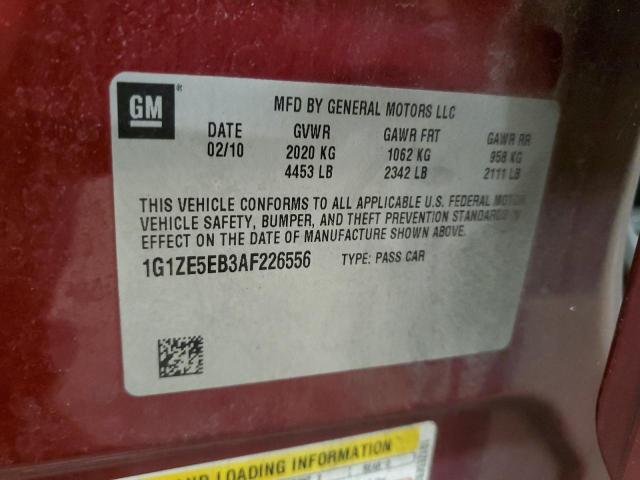 GM ®
MFD BY GENERAL MOTORS LLC
DATE GVWR GAWR FRT GAWR RR
02/10 2020 KG 1062 KG 958 KG
4453 LB 2342 LB 2111 LB
THIS VEHICLE CONFORMS TO ALL APPLICABLE U.S. FEDERAL MOTOR
VEHICLE SAFETY, BUMPER, AND THEFT PREVENTION STANDARDS IN
EFFECT ON THE DATE OF MANUFACTURE SHOWN ABOVE.
1G1ZE5EB3AF226556 TYPE: PASS CAR
AND LOADING INFORMATION